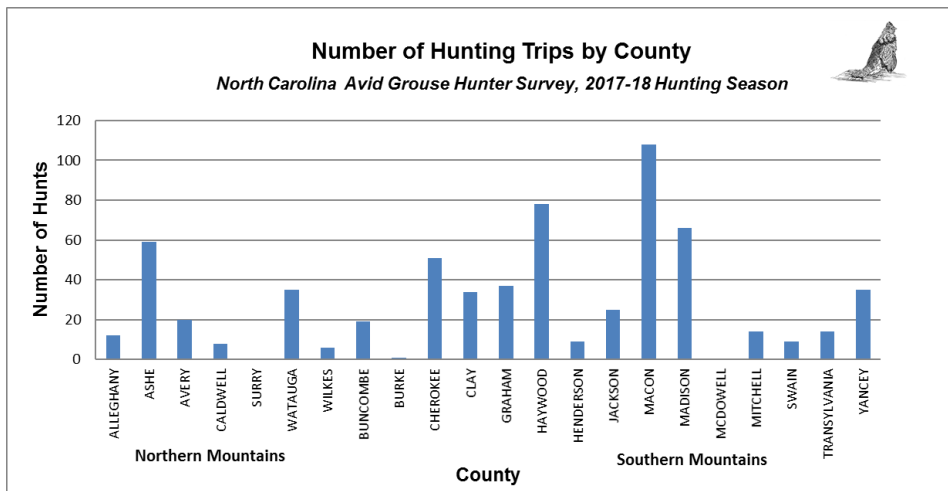 Number of Hunting Trips by County
North Carolina Avid Grouse Hunter Survey, 2017-18 Hunting Season
Number of Hunts
120
100
80
60
40
20
0
ALLEGHANY
ASHE
AVERY
CALDWELL
SURRY
WATAUGA
WILKES
BUNCOMBE
BURKE
CHEROKEE
CLAY
GRAHAM
HAYWOOD
HENDERSON
JACKSON
MACON
MADISON
MCDOWELL
MITCHELL
SWAIN
TRANSYLVANIA
YANCEY
Northern Mountains
Southern Mountains
County